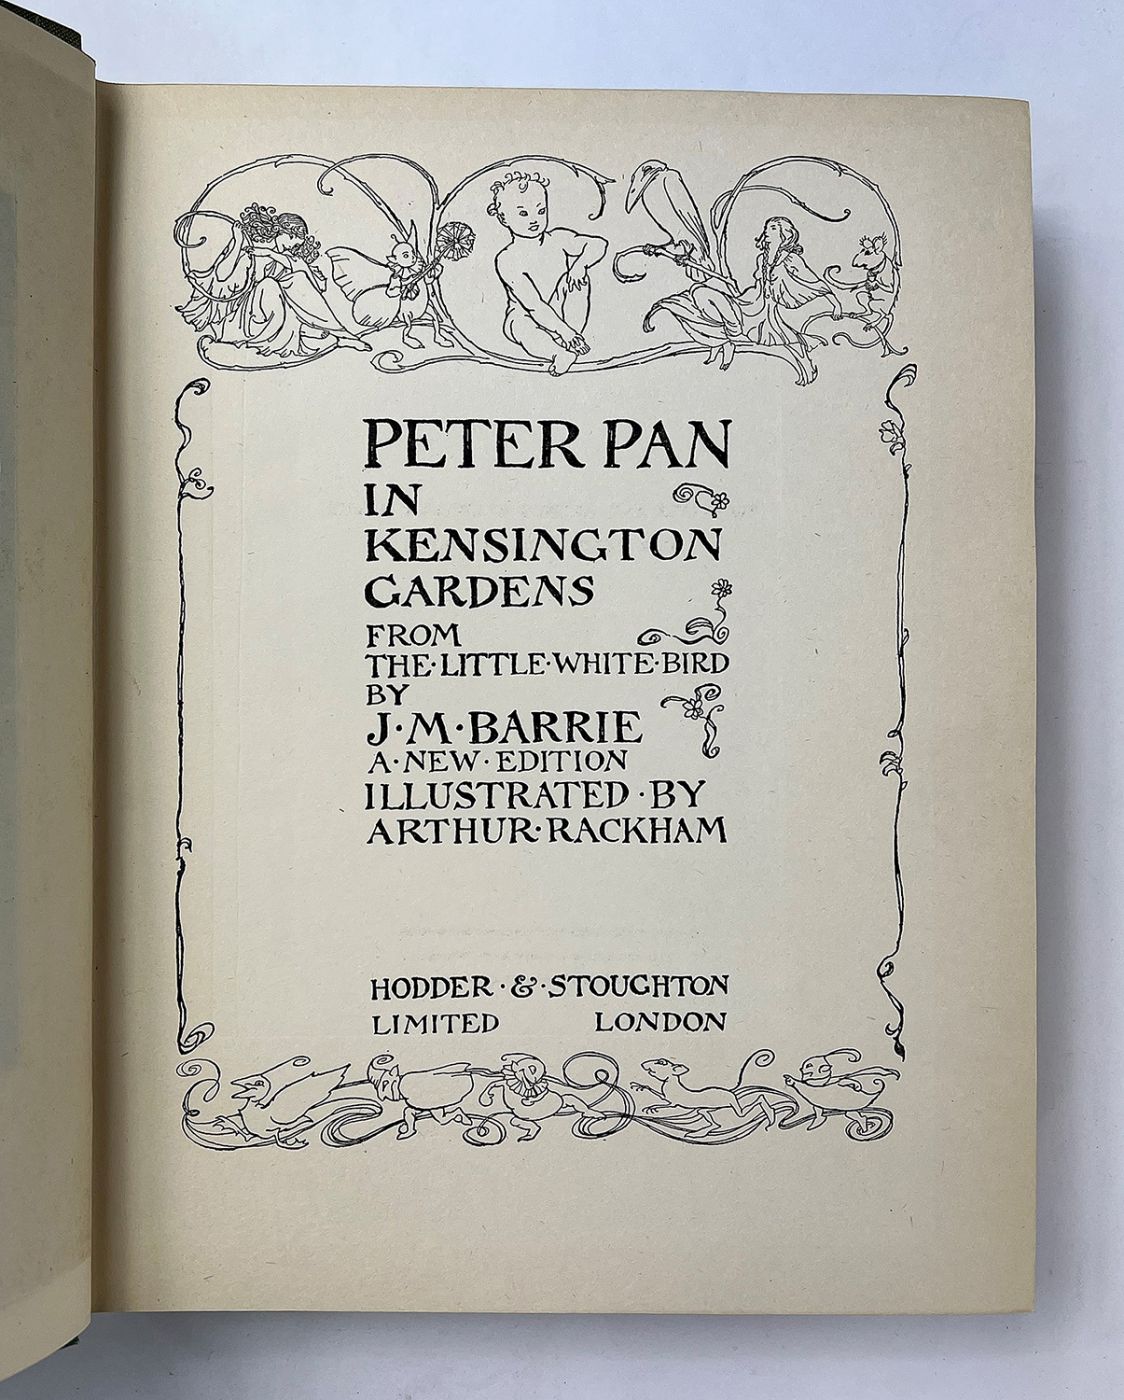 PETER PAN
IN
KENSINGTON
GARDENS
FROM
THE·LITTLE·WHITE·BIRD
BY
J·M·BARRIE
A·NEW·EDITION
ILLUSTRATED·BY
ARTHUR·RACKHAM
HODDER·&·STOUGHTON
LIMITED LONDON